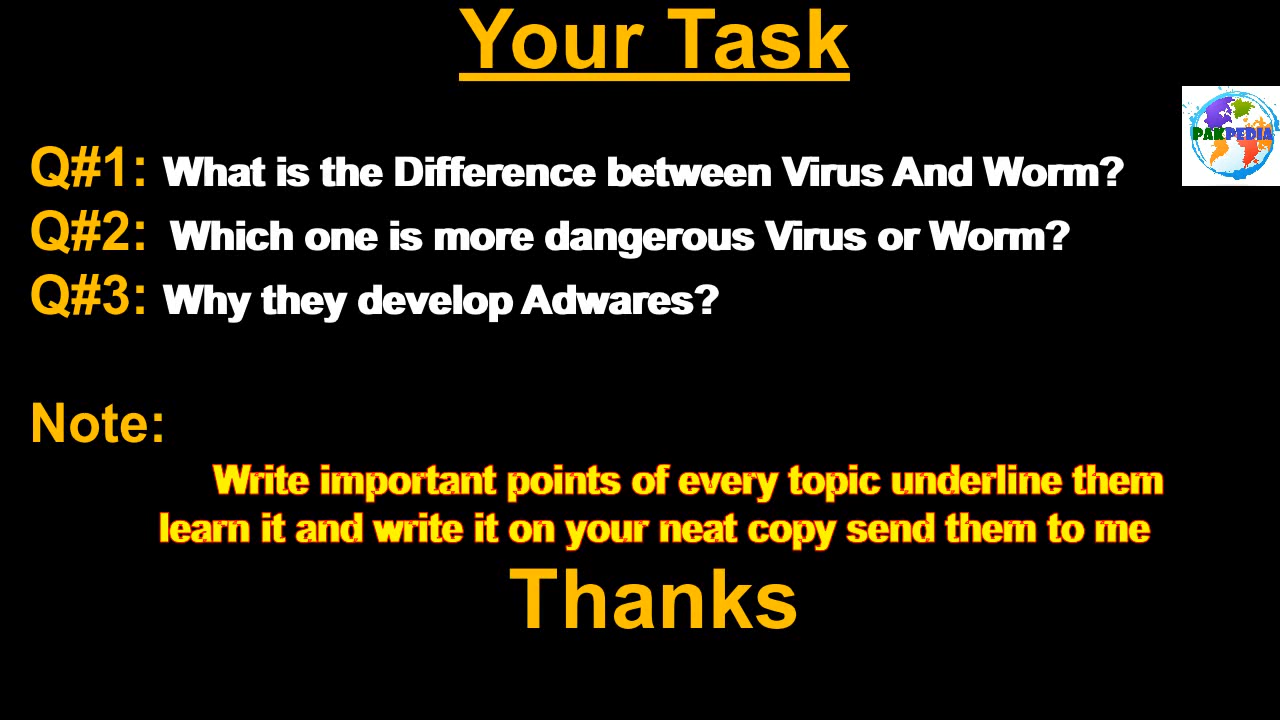 Your Task
PAKPEDIA
Q#1: What is the Difference between Virus And Worm?
Q#2: Which one is more dangerous Virus or Worm?
Q#3: Why they develop Adwares?
Note:
Write important points of every topic underline them
learn it and write it on your neat copy send them to me
Thanks